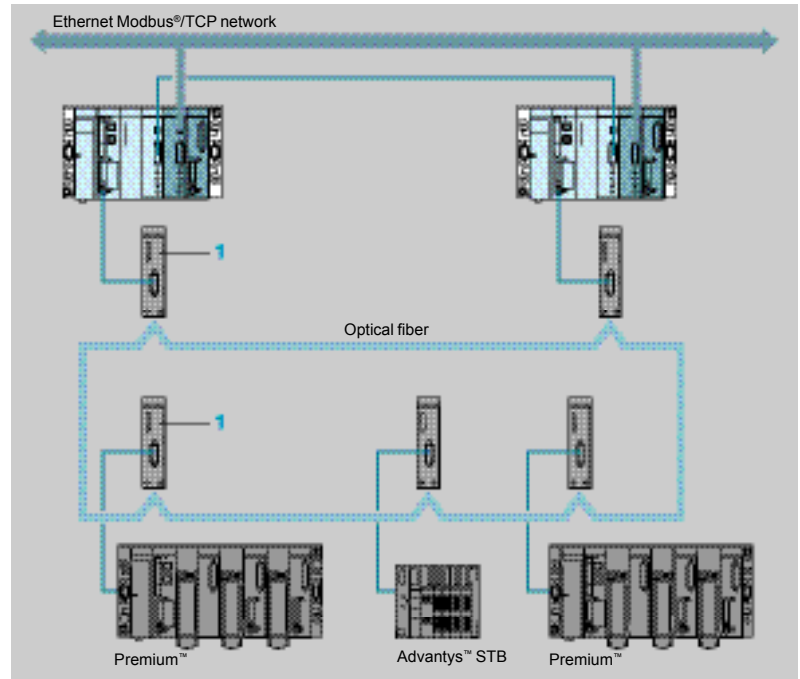 Ethernet Modbus®/TCP network
1
Optical fiber
1
Premium™
Advantys™ STB
Premium™